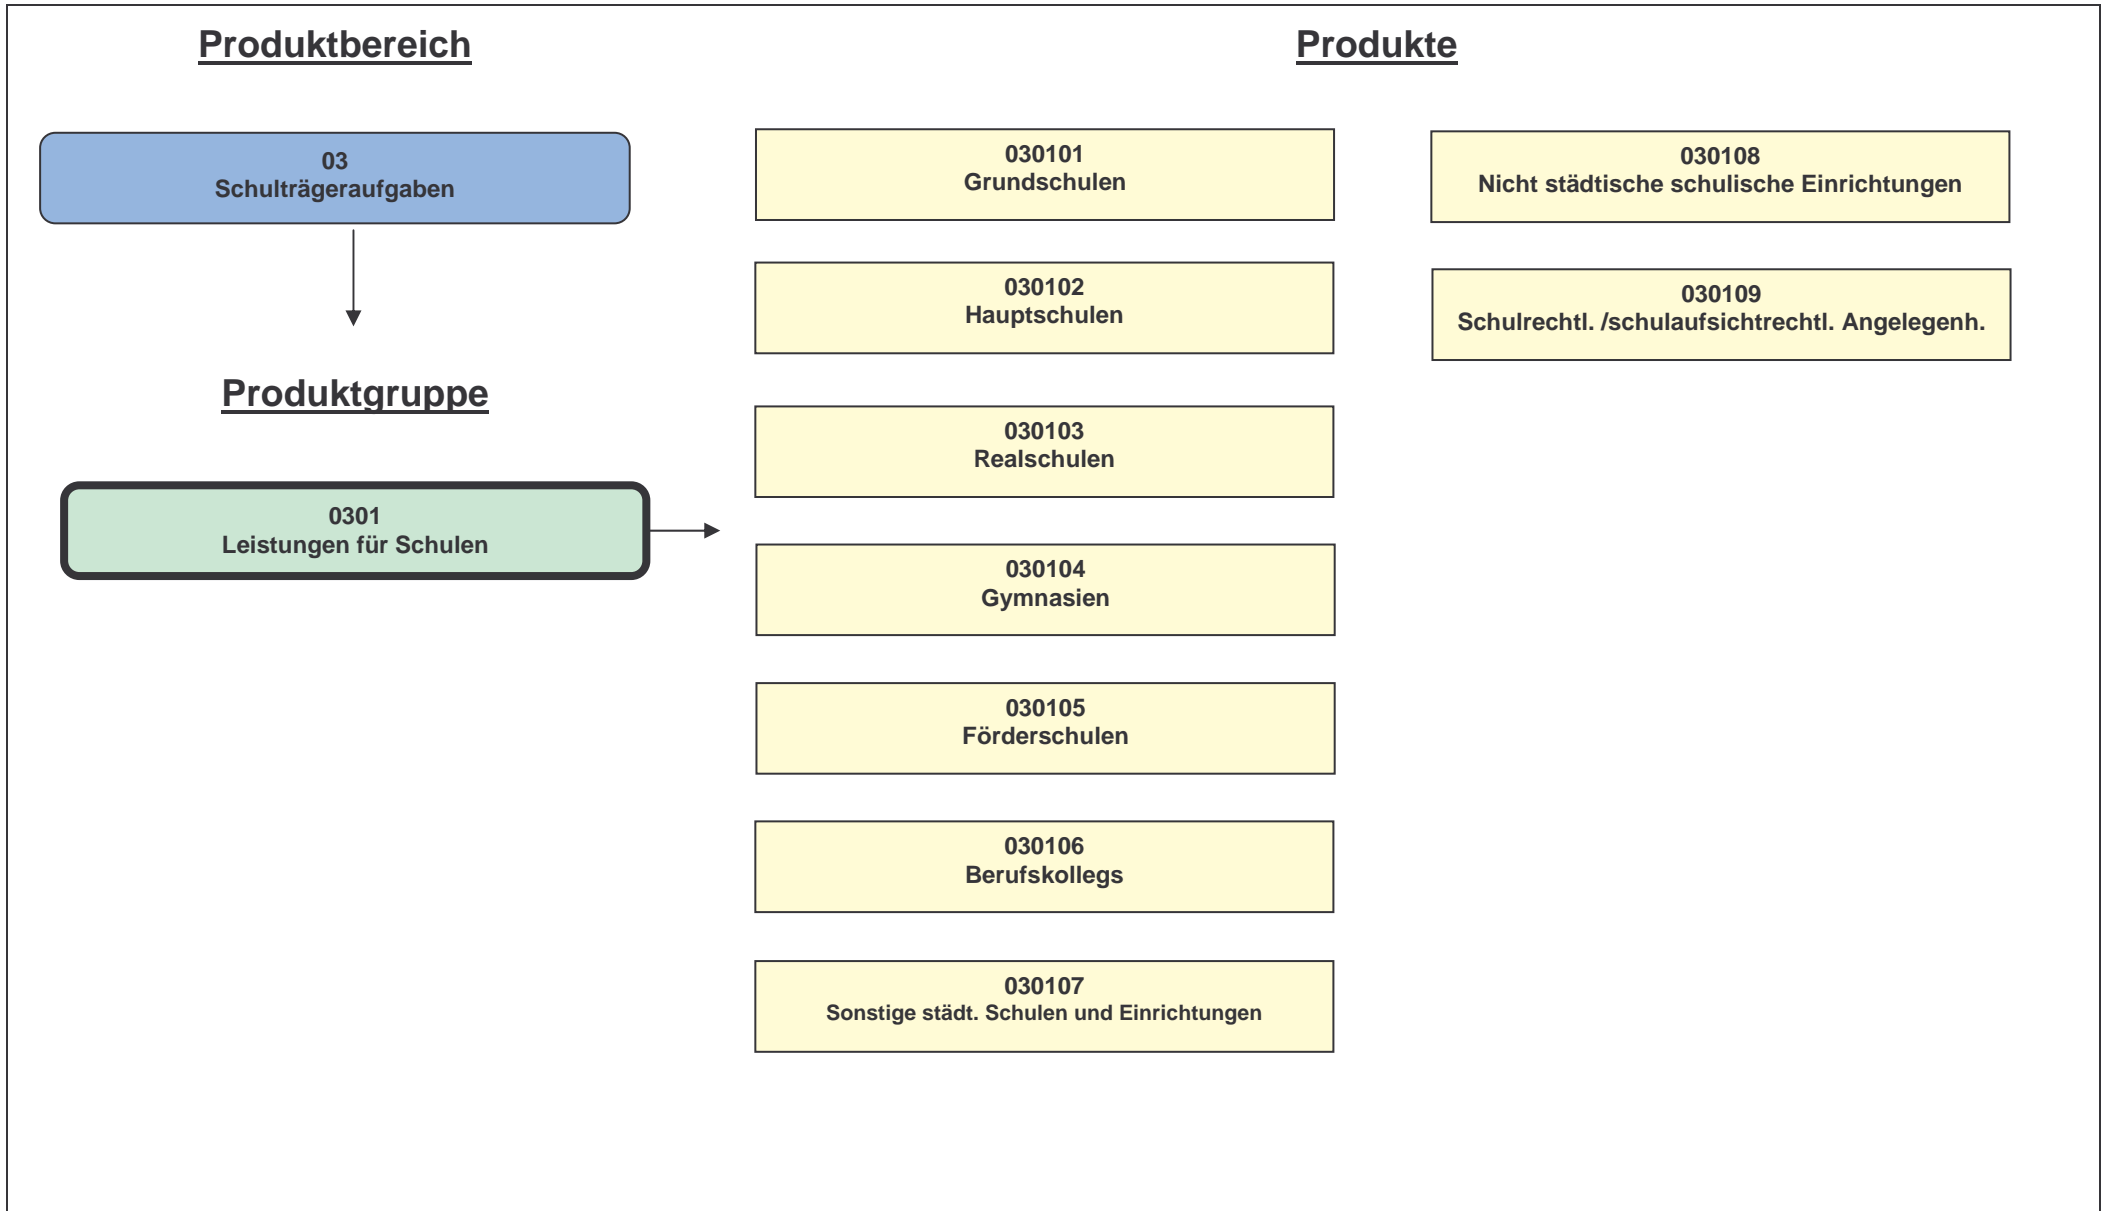 Produktbereich
03
Schulträgeraufgaben
Produktgruppe
0301
Leistungen für Schulen
Produkte
030101
Grundschulen
030102
Hauptschulen
030103
Realschulen
030104
Gymnasien
030105
Förderschulen
030106
Berufskollegs
030107
Sonstige städt. Schulen und Einrichtungen
030108
Nicht städtische schulische Einrichtungen
030109
Schulrechtl. /schulaufsichtrechtl. Angelegenh.